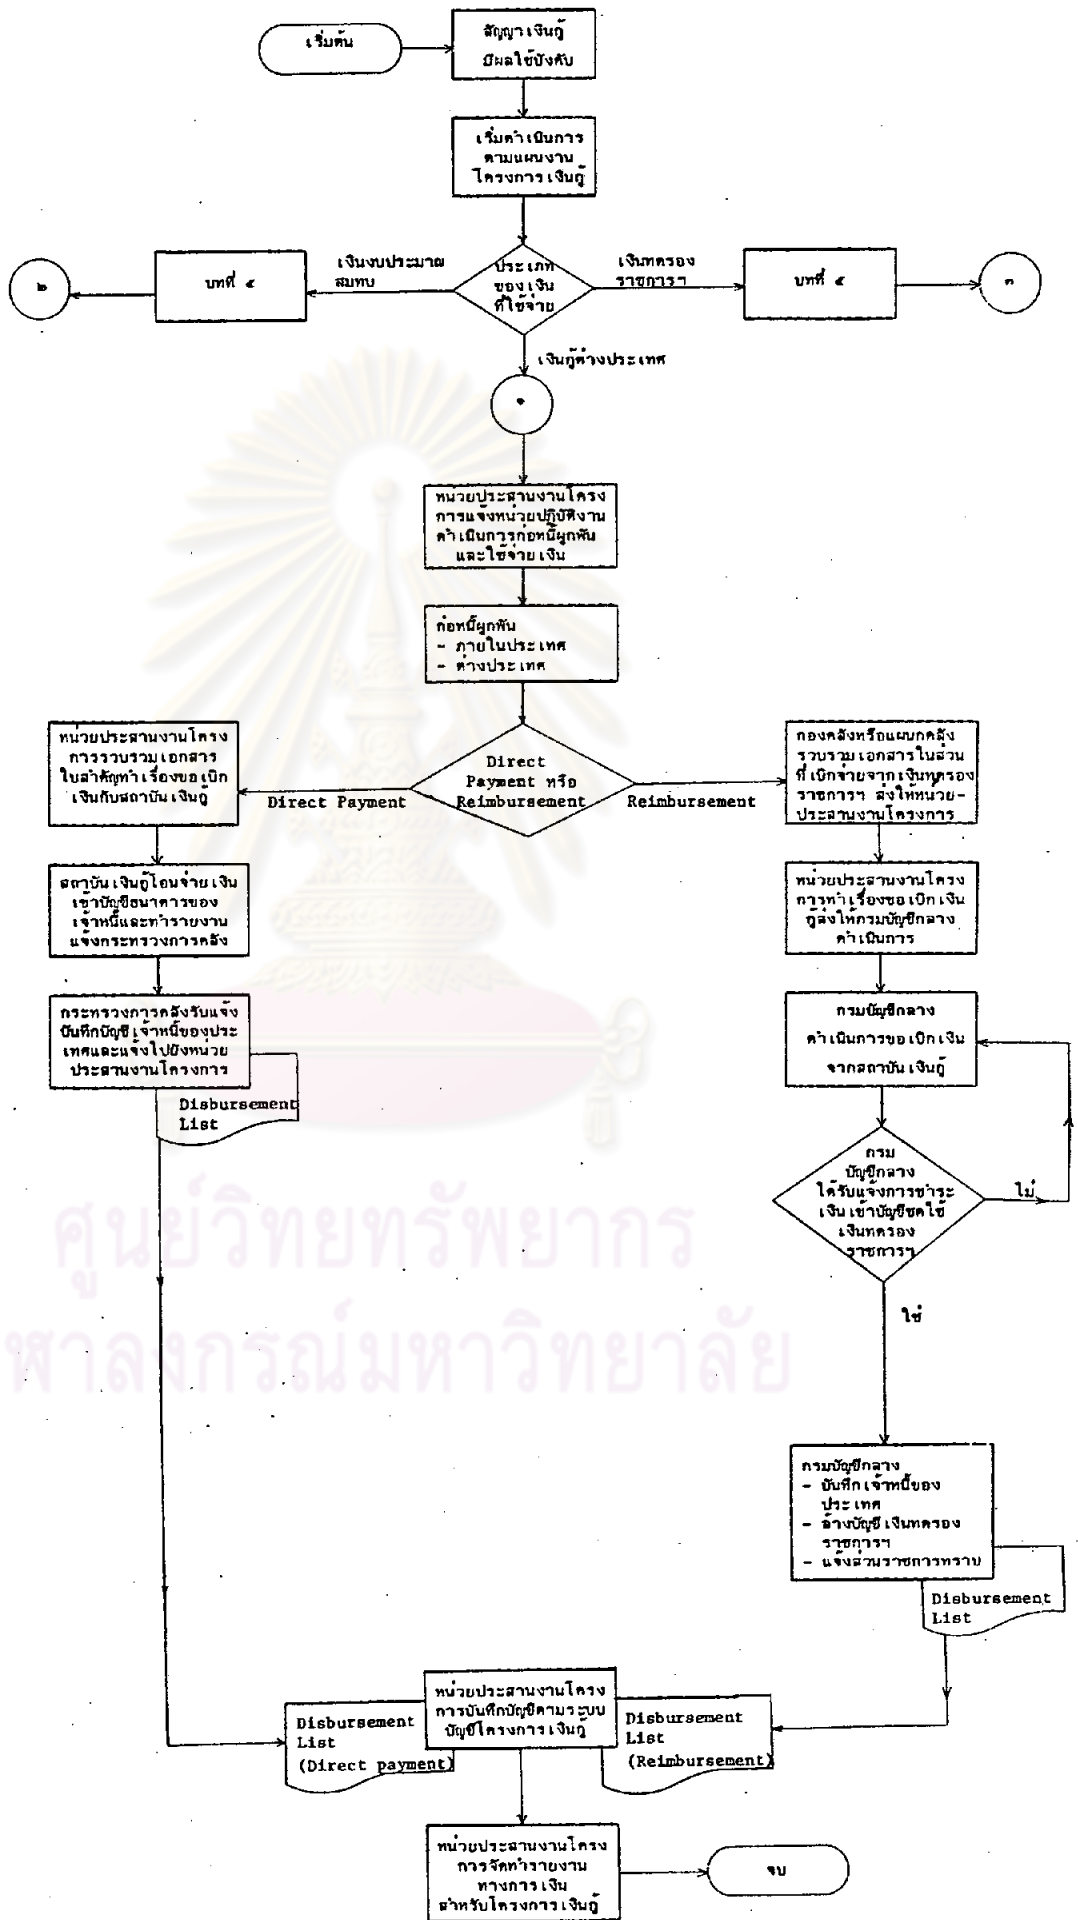 เริ่มต้น
สัญญาเงินกู้
มีผลใช้บังคับ
เริ่มดำเนินการ
ตามแผนงาน
โครงการเงินกู้
๒
บทที่ ๕
เงินงบประมาณ
สมทบ
ประเภท
ของเงิน
ที่ใช้จ่าย
เงินทดรอง
ราชการฯ
บทที่ ๕
๓
เงินกู้ต่างประเทศ
๑
หน่วยประสานงานโครง
การแจ้งหน่วยปฏิบัติงาน
ดำเนินการก่อหนี้ผูกพัน
และใช้จ่ายเงิน
ก่อหนี้ผูกพัน
- ภายในประเทศ
- ต่างประเทศ
หน่วยประสานงานโครง
การรวบรวมเอกสาร
ใบสำคัญทำเรื่องขอเบิก
เงินกับสถาบันเงินกู้
Direct Payment
Direct
Payment หรือ
Reimbursement
Reimbursement
กองคลังหรือแผนกคลัง
รวบรวมเอกสารในส่วน
ที่เบิกจ่ายจากเงินทดรอง
ราชการฯ ส่งให้หน่วย-
ประสานงานโครงการ
สถาบันเงินกู้โอนจ่ายเงิน
เข้าบัญชีธนาคารของ
เจ้าหนี้และทำรายงาน
แจ้งกระทรวงการคลัง
หน่วยประสานงานโครง
การทำเรื่องขอเบิกเงิน
กู้ส่งให้กรมบัญชีกลาง
ดำเนินการ
กระทรวงการคลังรับแจ้ง
บันทึกบัญชีเจ้าหนี้ของประ
เทศและแจ้งไปยังหน่วย
ประสานงานโครงการ
Disbursement
List
กรมบัญชีกลาง
ดำเนินการขอเบิกเงิน
จากสถาบันเงินกู้
กรม
บัญชีกลาง
ได้รับแจ้งการชำระ
เงินเข้าบัญชีชดใช้
เงินทดรอง
ราชการฯ
ไม่
ใช่
ศูนย์วิทยทรัพยากร
ฬาลงกรณ์มหาวิทยาลัย
กรมบัญชีกลาง
- บันทึกเจ้าหนี้ของ
ประเทศ
- ล้างบัญชีเงินทดรอง
ราชการฯ
- แจ้งส่วนราชการทราบ
Disbursement
List
Disbursement
List
(Direct payment)
หน่วยประสานงานโครง
การบันทึกบัญชีตามระบบ
บัญชีโครงการเงินกู้
Disbursement
List
(Reimbursement)
หน่วยประสานงานโครง
การจัดทำรายงาน
ทางการเงิน
สำหรับโครงการเงินกู้
จบ